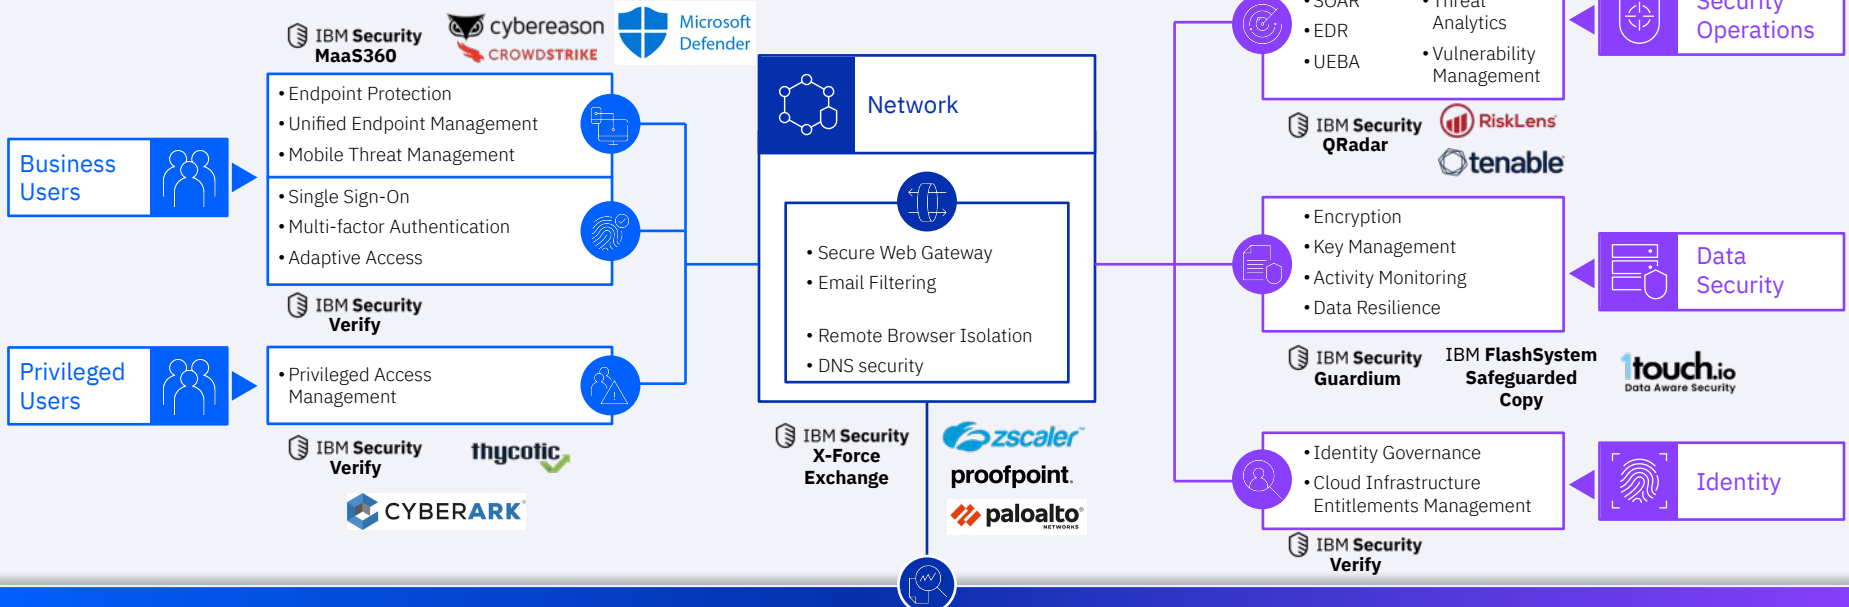 IBM Security
MaaS360
cybereason
CROWDSTRIKE
Microsoft
Defender
Business
Users
• Endpoint Protection
• Unified Endpoint Management
• Mobile Threat Management
• Single Sign-On
• Multi-factor Authentication
• Adaptive Access
IBM Security
Verify
Privileged
Users
• Privileged Access
Management
IBM Security
Verify
thycotic
CYBERARK®
Network
• Secure Web Gateway
• Email Filtering
• Remote Browser Isolation
• DNS security
IBM Security
X-Force
Exchange
zscaler™
proofpoint.
paloalto®
NETWORKS
• SOAR
• EDR
• UEBA
• Threat
Analytics
• Vulnerability
Management
Security
Operations
IBM Security
QRadar
RiskLens
tenable
• Encryption
• Key Management
• Activity Monitoring
• Data Resilience
Data
Security
IBM Security
Guardium
IBM FlashSystem
Safeguarded
Copy
1touch.io
Data Aware Security
• Identity Governance
• Cloud Infrastructure
Entitlements Management
Identity
IBM Security
Verify